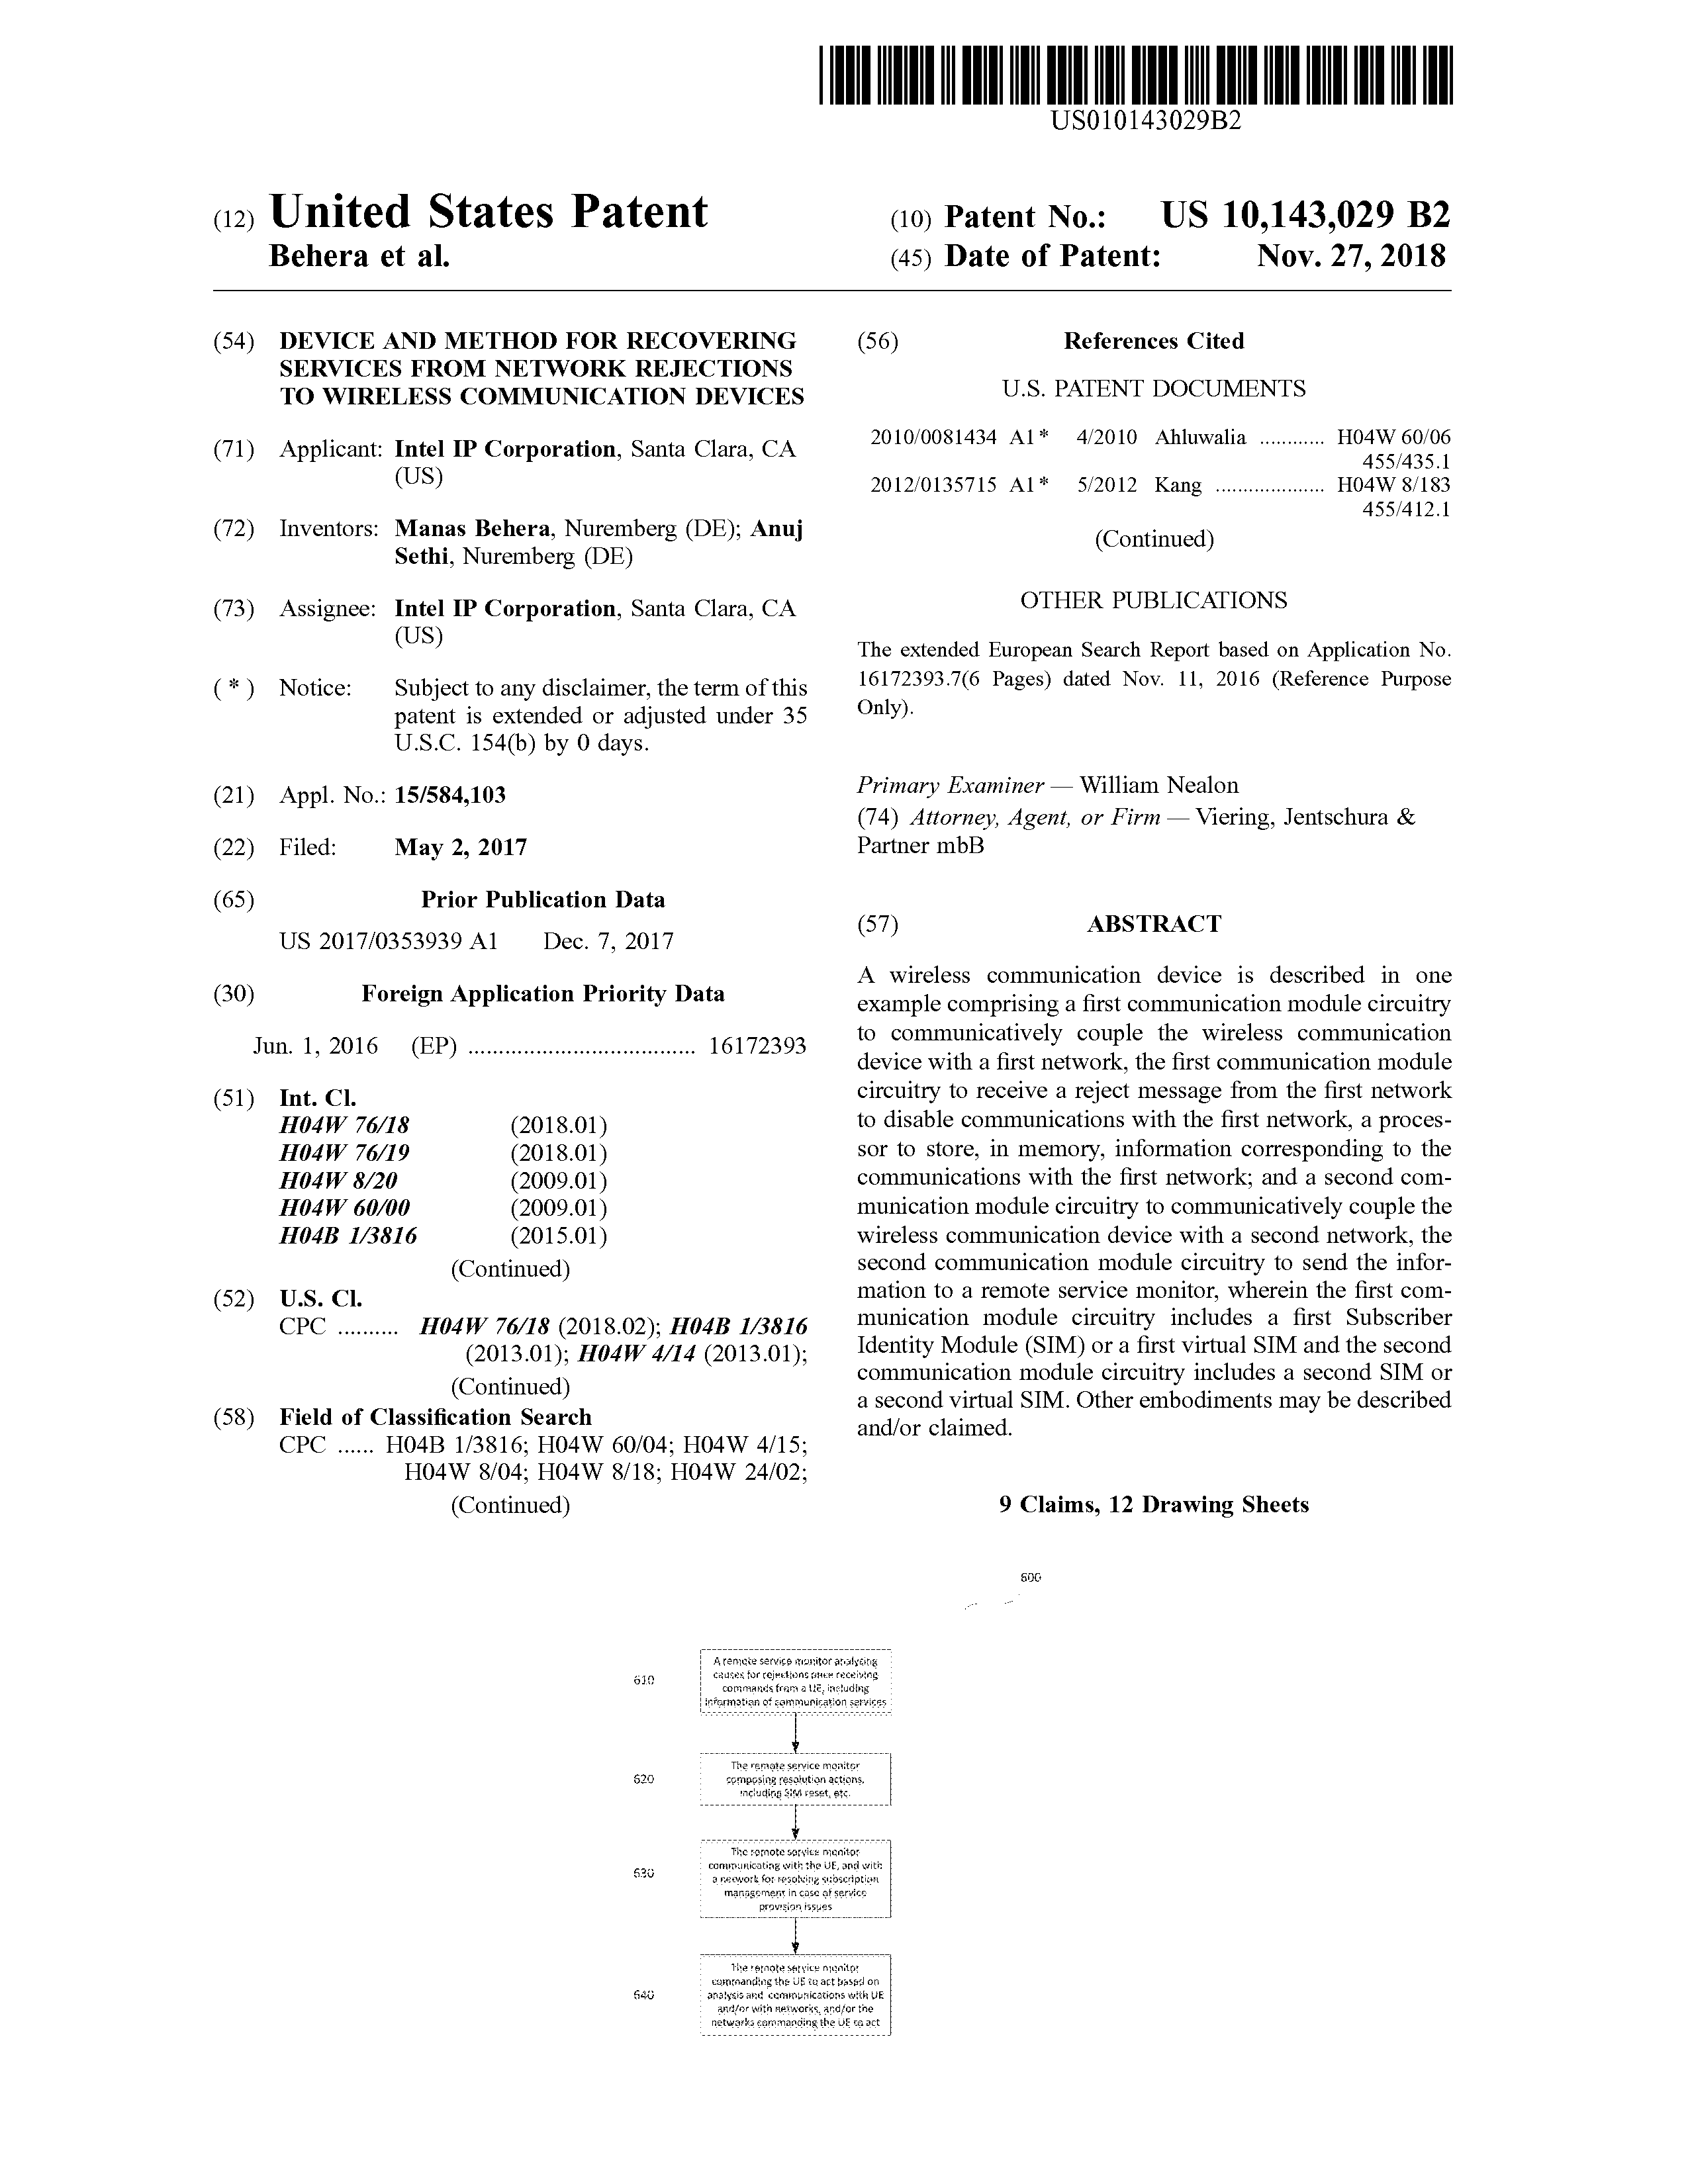 US010143029B2
(12) United States Patent
Behera et al.
(10) Patent No.: US 10,143,029 B2
(45) Date of Patent: Nov. 27, 2018
(54) DEVICE AND METHOD FOR RECOVERING
SERVICES FROM NETWORK REJECTIONS
TO WIRELESS COMMUNICATION DEVICES
(71) Applicant: Intel IP Corporation, Santa Clara, CA
(US)
(72) Inventors: Manas Behera, Nuremberg (DE); Anuj
Sethi, Nuremberg (DE)
(73) Assignee: Intel IP Corporation, Santa Clara, CA
(US)
( * ) Notice: Subject to any disclaimer, the term of this
patent is extended or adjusted under 35
U.S.C. 154(b) by 0 days.
(21) Appl. No.: 15/584,103
(22) Filed: May 2, 2017
(65) Prior Publication Data
US 2017/0353939 A1 Dec. 7, 2017
(30) Foreign Application Priority Data
Jun. 1, 2016 (EP) ..................................... 16172393
(51) Int. Cl.
H04W 76/18 (2018.01)
H04W 76/19 (2018.01)
H04W 8/20 (2009.01)
H04W 60/00 (2009.01)
H04B 1/3816 (2015.01)
(Continued)
(52) U.S. Cl.
CPC .......... H04W 76/18 (2018.02); H04B 1/3816
(2013.01); H04W 4/14 (2013.01);
(Continued)
(58) Field of Classification Search
CPC ...... H04B 1/3816; H04W 60/04; H04W 4/15;
H04W 8/04; H04W 8/18; H04W 24/02;
(Continued)
(56) References Cited
U.S. PATENT DOCUMENTS
2010/0081434 A1* 4/2010 Ahluwalia ........... H04W 60/06
455/435.1
2012/0135715 A1* 5/2012 Kang ................... H04W 8/183
455/412.1
(Continued)
OTHER PUBLICATIONS
The extended European Search Report based on Application No.
16172393.7(6 Pages) dated Nov. 11, 2016 (Reference Purpose
Only).
Primary Examiner — William Nealon
(74) Attorney, Agent, or Firm — Viering, Jentschura &
Partner mbB
(57) ABSTRACT
A wireless communication device is described in one
example comprising a first communication module circuitry
to communicatively couple the wireless communication
device with a first network, the first communication module
circuitry to receive a reject message from the first network
to disable communications with the first network, a proces-
sor to store, in memory, information corresponding to the
communications with the first network; and a second com-
munication module circuitry to communicatively couple the
wireless communication device with a second network, the
second communication module circuitry to send the infor-
mation to a remote service monitor, wherein the first com-
munication module circuitry includes a first Subscriber
Identity Module (SIM) or a first virtual SIM and the second
communication module circuitry includes a second SIM or
a second virtual SIM. Other embodiments may be described
and/or claimed.
9 Claims, 12 Drawing Sheets
600
610
A remote service monitor analyzing
causes for rejections once receiving
commands from a UE, including
information of communication services
620
The remote service monitor
composing resolution actions,
including SIM reset, etc.
630
The remote service monitor
communicating with the UE, and with
a network for resolving subscription
management in case of service
provision issues
640
The remote service monitor
commanding the UE to act based on
analysis and communications with UE
and/or with networks, and/or the
networks commanding the UE to act